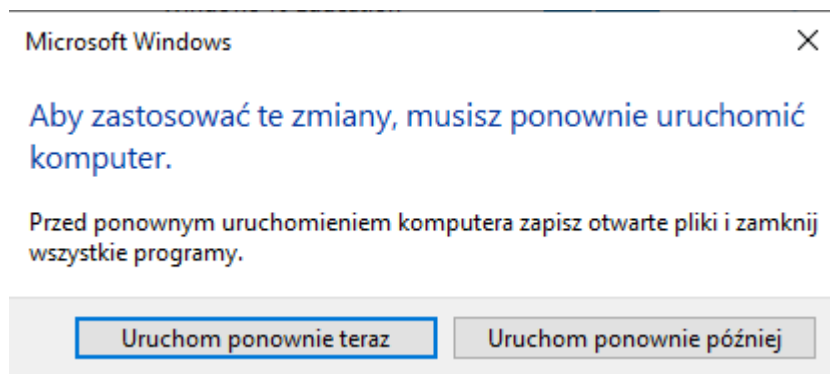 Microsoft Windows
Aby zastosować te zmiany, musisz ponownie uruchomić
komputer.
Przed ponownym uruchomieniem komputera zapisz otwarte pliki i zamknij
wszystkie programy.
Uruchom ponownie teraz
Uruchom ponownie później